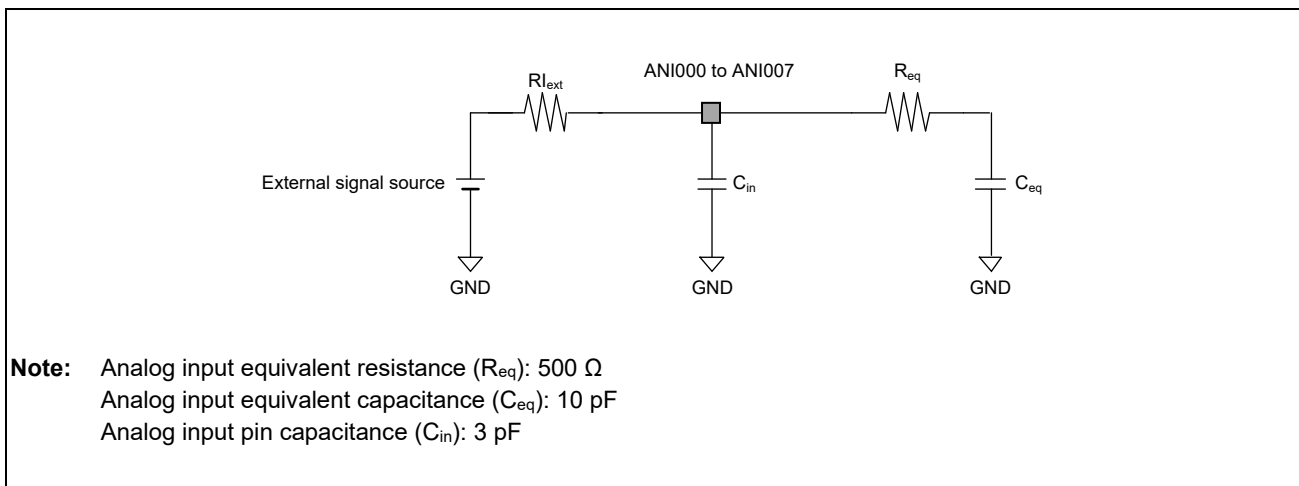 ANI000 to ANI007
RIext
Req
External signal source
Cin
Ceq
GND
GND
GND
Note: Analog input equivalent resistance (Req): 500 Ω
Analog input equivalent capacitance (Ceq): 10 pF
Analog input pin capacitance (Cin): 3 pF